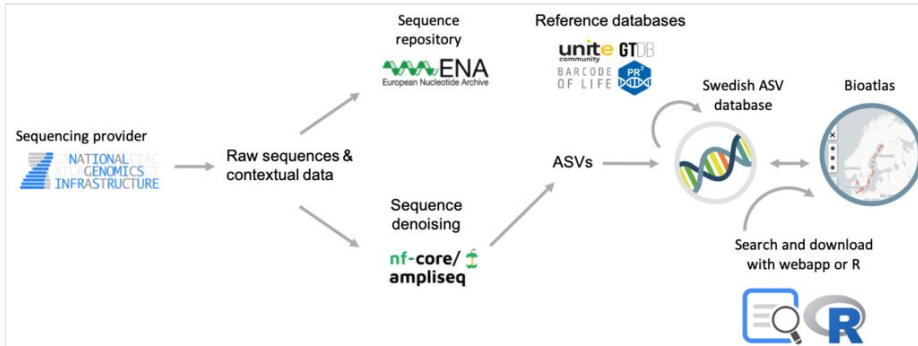 Sequencing provider
NATIONAL
GENOMICS
INFRASTRUCTURE
Raw sequences &
contextual data
Sequence
repository
ENA
European Nucleotide Archive
Sequence
denoising
nf-core/
ampliseq
Reference databases
unite
community
GTDB
BARCODE
OF LIFE
PR2
ASVs
Swedish ASV
database
Bioatlas
Search and download
with webapp or R
R